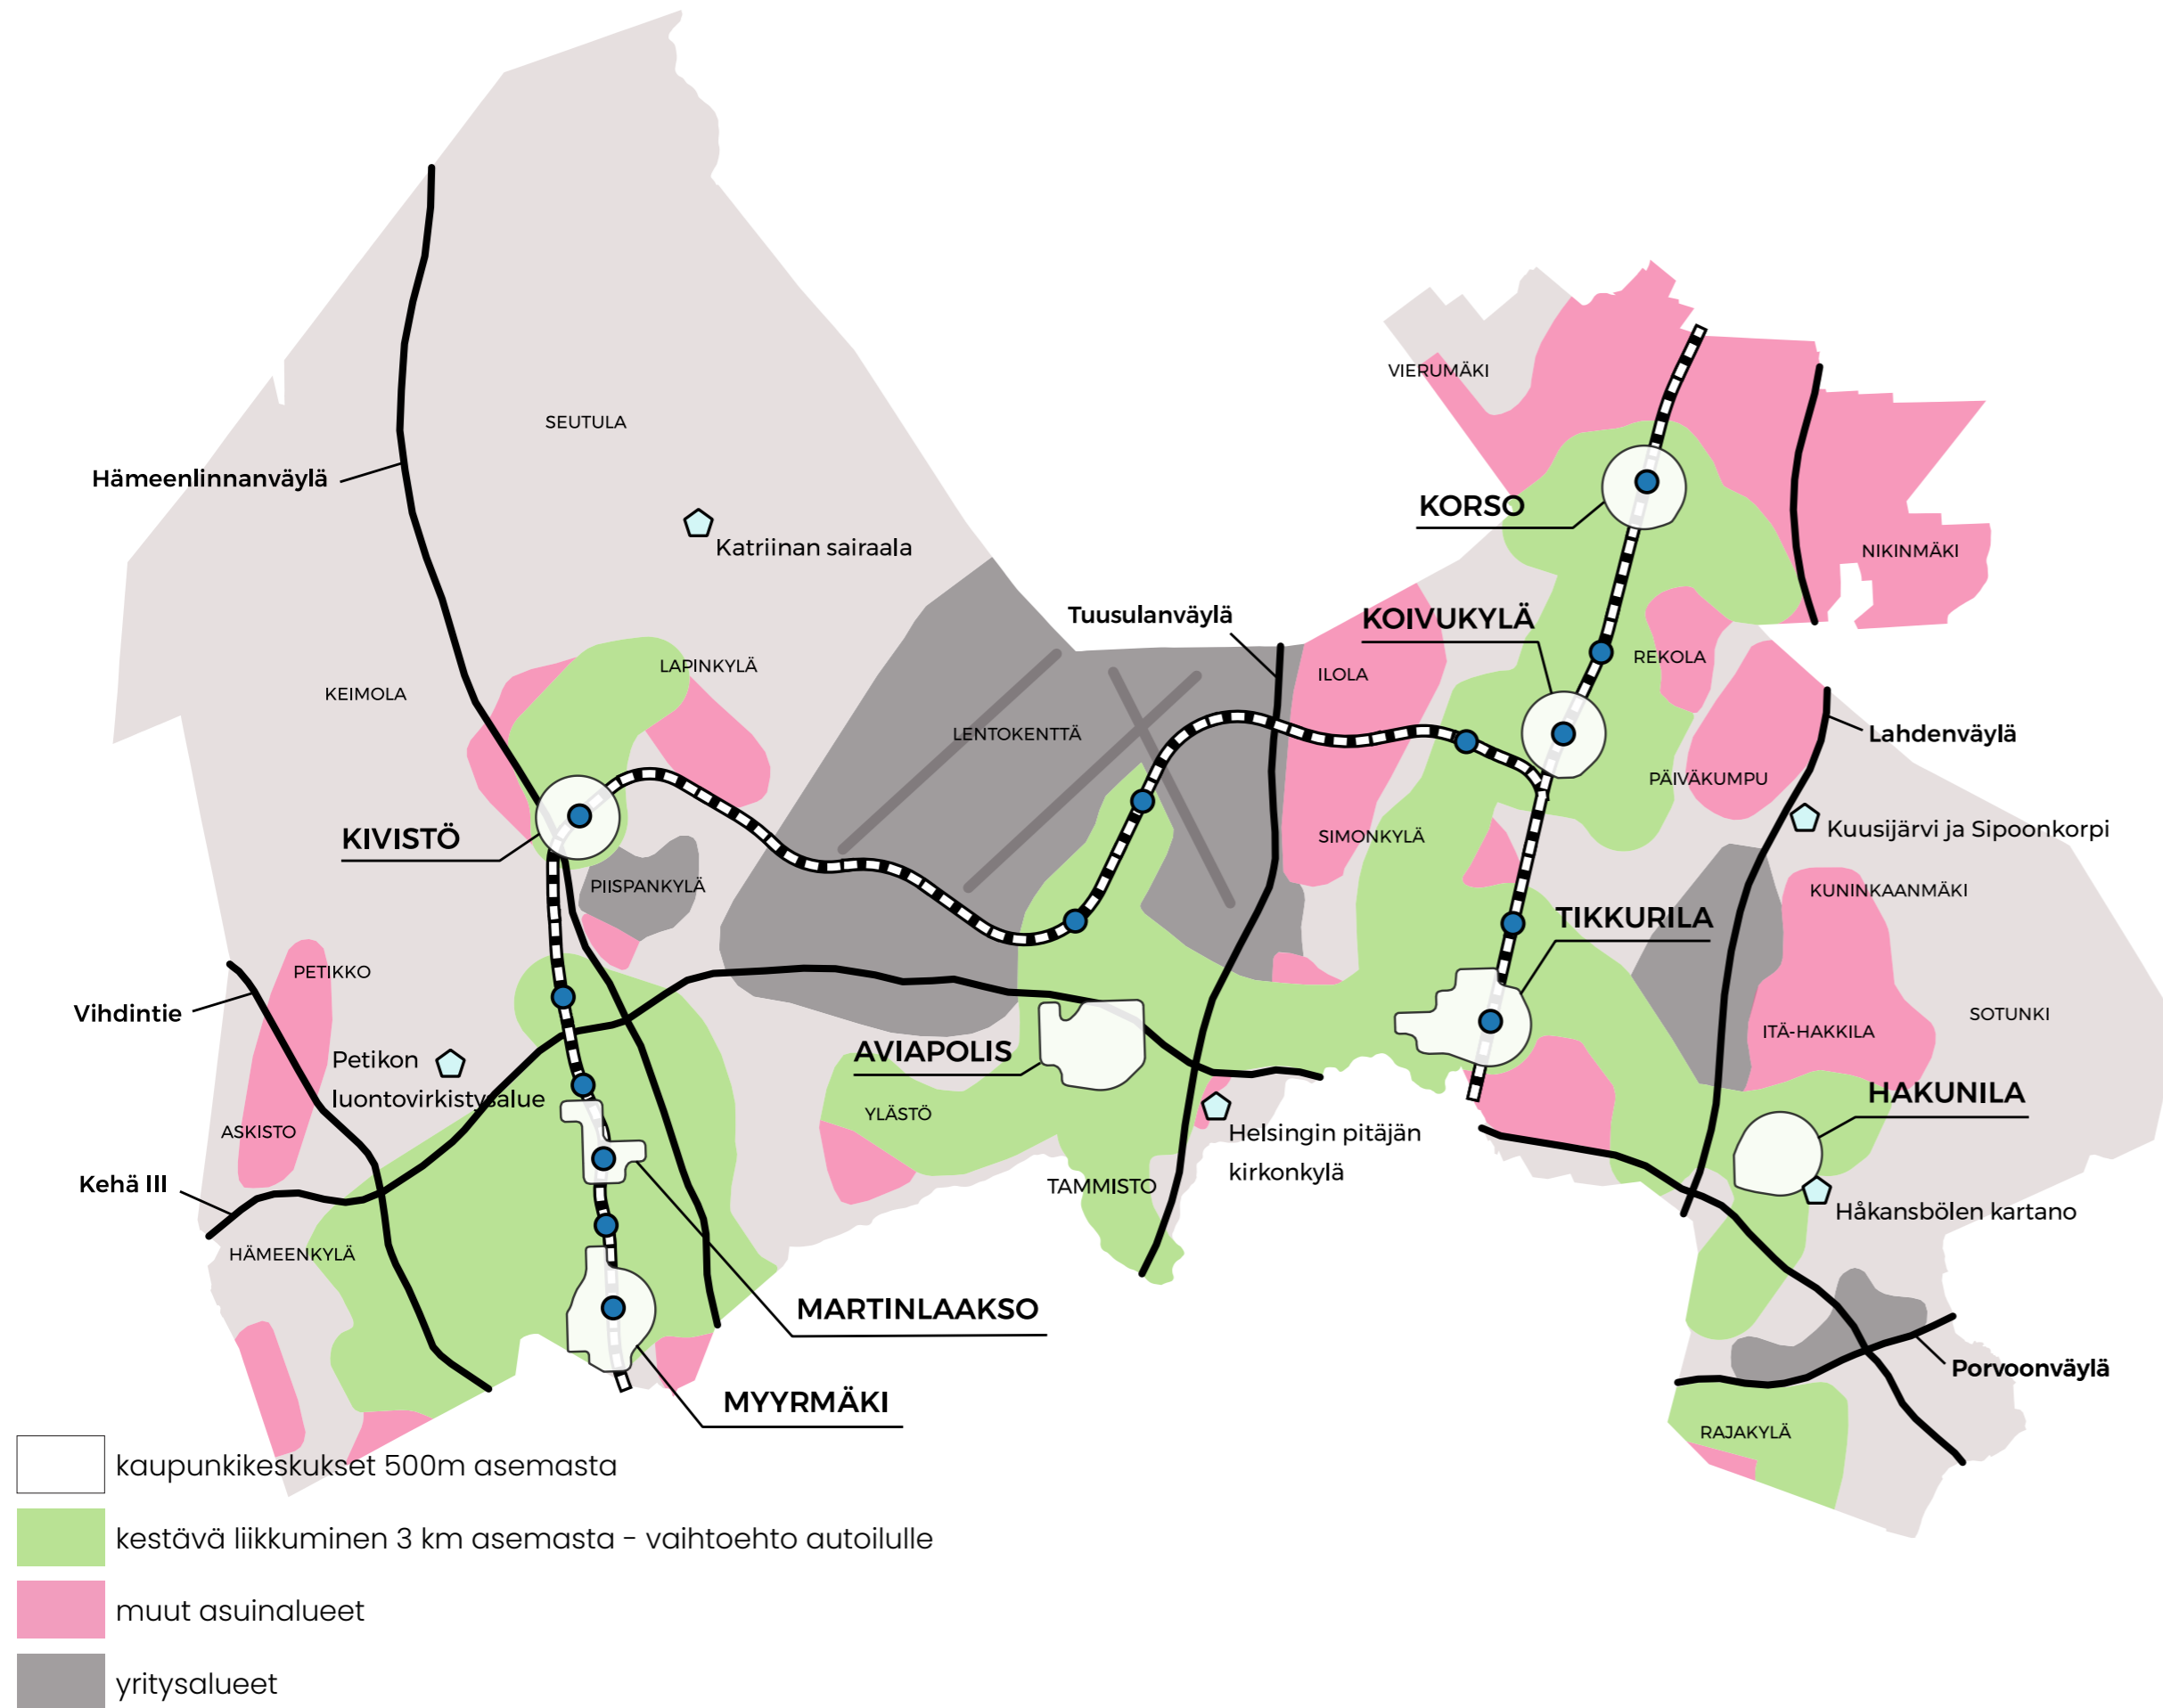 VIERUMÄKI
SEUTULA
Hämeenlinnanväylä
KORSO
Katriinan sairaala
NIKINMÄKI
Tuusulanväylä
KOIVUKYLÄ
LAPINKYLÄ
REKOLA
ILOLA
KEIMOLA
LENTOKENTTÄ
Lahdenväylä
PÄIVÄKUMPU
KIVISTÖ
SIMONKYLÄ
Kuusijärvi ja Sipoonkorpi
PIISPANKYLÄ
KUNINKAANMÄKI
TIKKURILA
PETIKKO
Vihdintie
SOTUNKI
ITÄ-HAKKILA
Petikon
luontovirkistysalue
AVIAPOLIS
HAKUNILA
YLÄSTÖ
ASKISTO
Helsingin pitäjän
kirkonkylä
Kehä III
TAMMISTO
Håkansbölen kartano
HÄMEENKYLÄ
MARTINLAAKSO
Porvoonväylä
MYYRMÄKI
RAJAKYLÄ
kaupunkikeskukset 500m asemasta
kestävä liikkuminen 3 km asemasta - vaihtoehto autoilulle
muut asuinalueet
yritysalueet